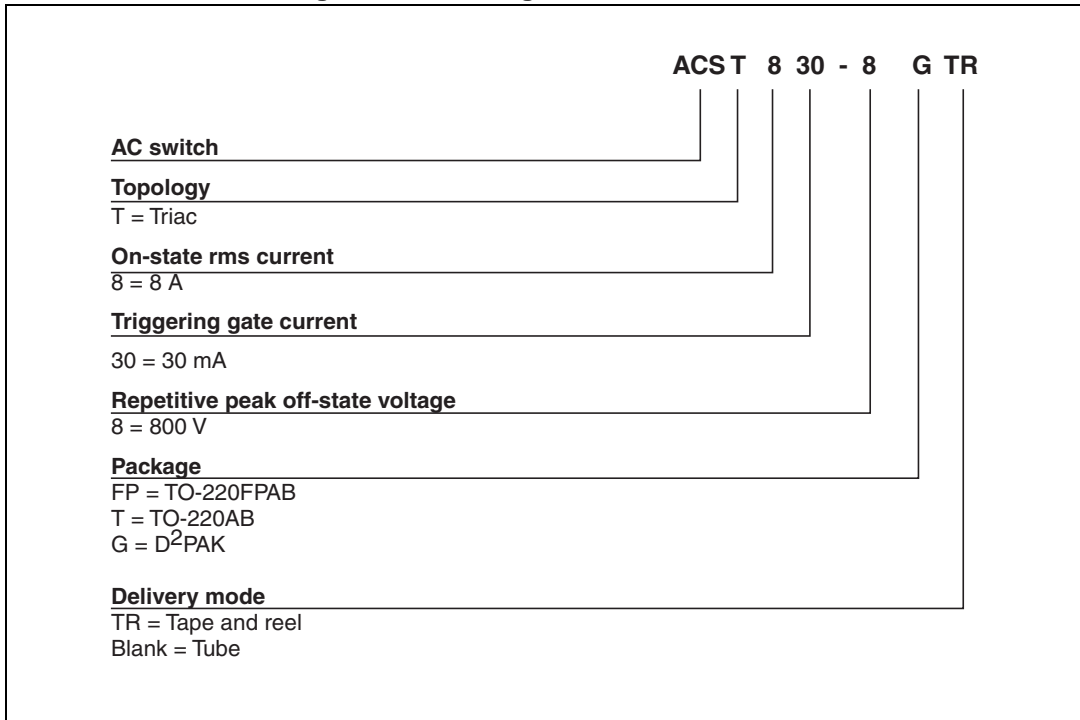 ACS T 8 30 - 8 G TR
AC switch
Topology
T = Triac
On-state rms current
8 = 8 A
Triggering gate current
30 = 30 mA
Repetitive peak off-state voltage
8 = 800 V
Package
FP = TO-220FPAB
T = TO-220AB
G = D²PAK
Delivery mode
TR = Tape and reel
Blank = Tube